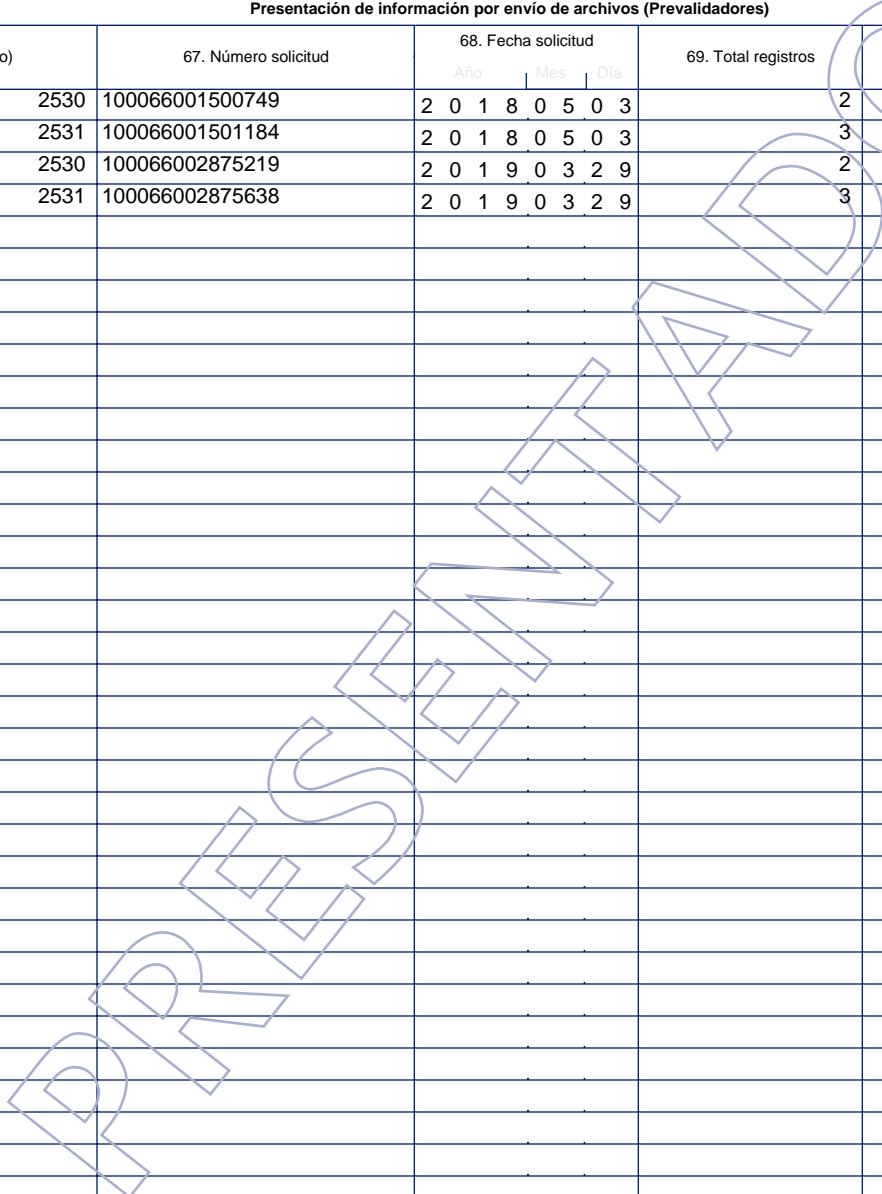 Presentación de información por envío de archivos (Prevalidadores)
o) 67. Número solicitud 68. Fecha solicitud 69. Total registros
Año Mes Día
2530 100066001500749 2 0 1 8 0 5 0 3 2
2531 100066001501184 2 0 1 8 0 5 0 3 3
2530 100066002875219 2 0 1 9 0 3 2 9 2
2531 100066002875638 2 0 1 9 0 3 2 9 3
PRESENTADO